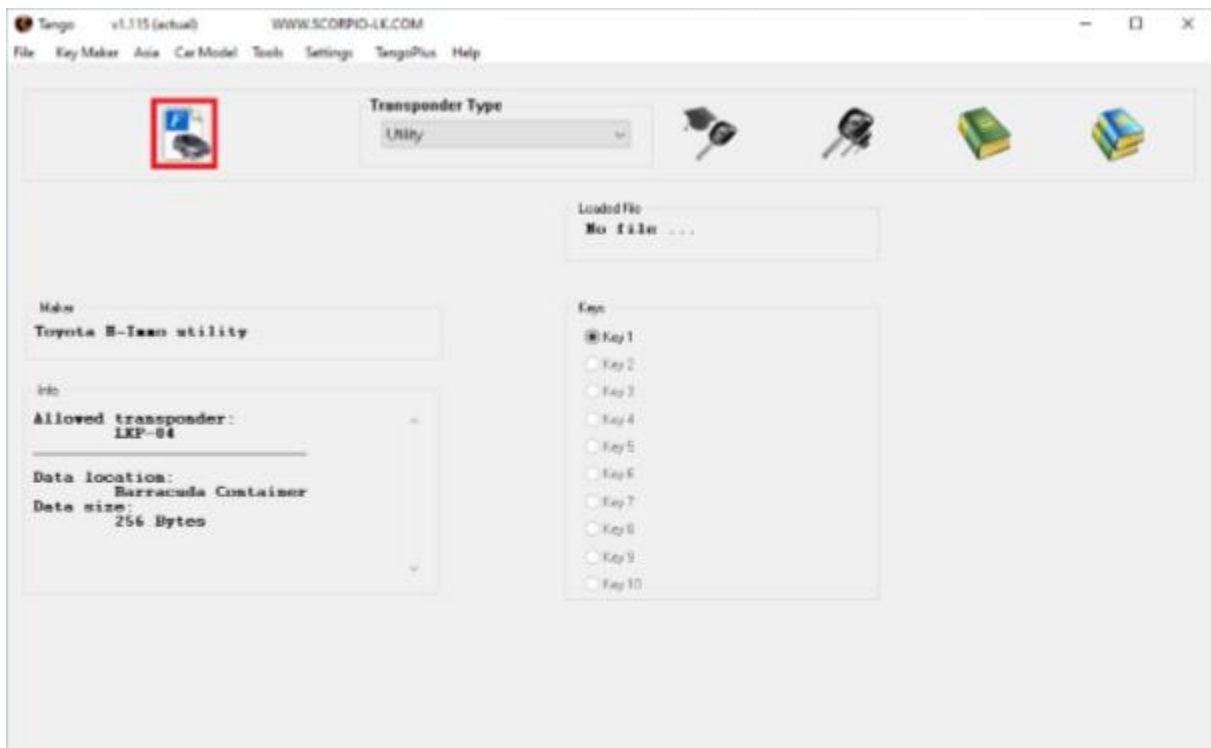 Tango v1.115 (actual) WWW.SCORPIO-LK.COM
File Key Maker Asia Car Model Tools Settings TangoPlus Help
Transponder Type
Utility
Loaded File
No file ...
Maker
Toyota H-Immo utility
Keys
Key 1
Key 2
Key 3
Key 4
Key 5
Key 6
Key 7
Key 8
Key 9
Key 10
Info
Allowed transponder:
LKP-04
Data location:
Barracuda Container
Data size:
256 Bytes